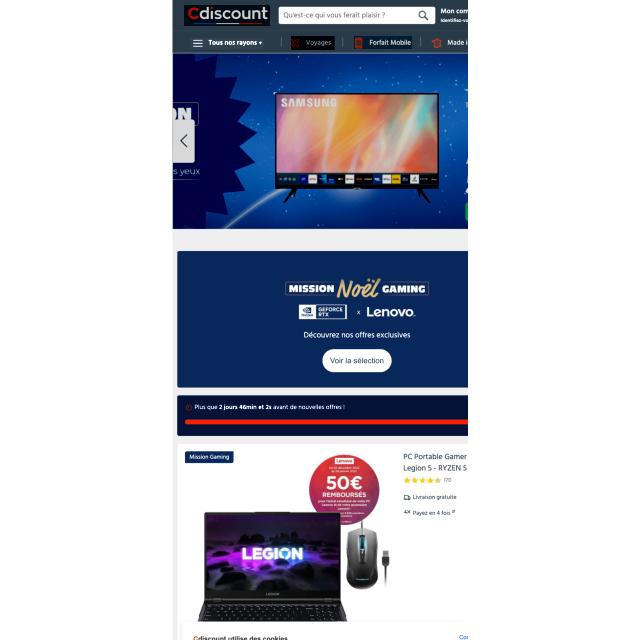 Cdiscount
Qu'est-ce qui vous ferait plaisir ?
Mon com
Identifiez-vo
Tous nos rayons
Voyages
Forfait Mobile
Made i
ON
s yeux
SAMSUNG
MISSION Noël GAMING
NVIDIA GEFORCE RTX x Lenovo.
Découvrez nos offres exclusives
Voir la sélection
Plus que 2 jours 46min et 2s avant de nouvelles offres !
Mission Gaming
Lenovo
50€
REMBOURSÉS
LEGION
LEGION
PC Portable Gamer
Legion 5 - RYZEN 5
170
Livraison gratuite
4X Payez en 4 fois
Cdiscount utilise des cookies
Co